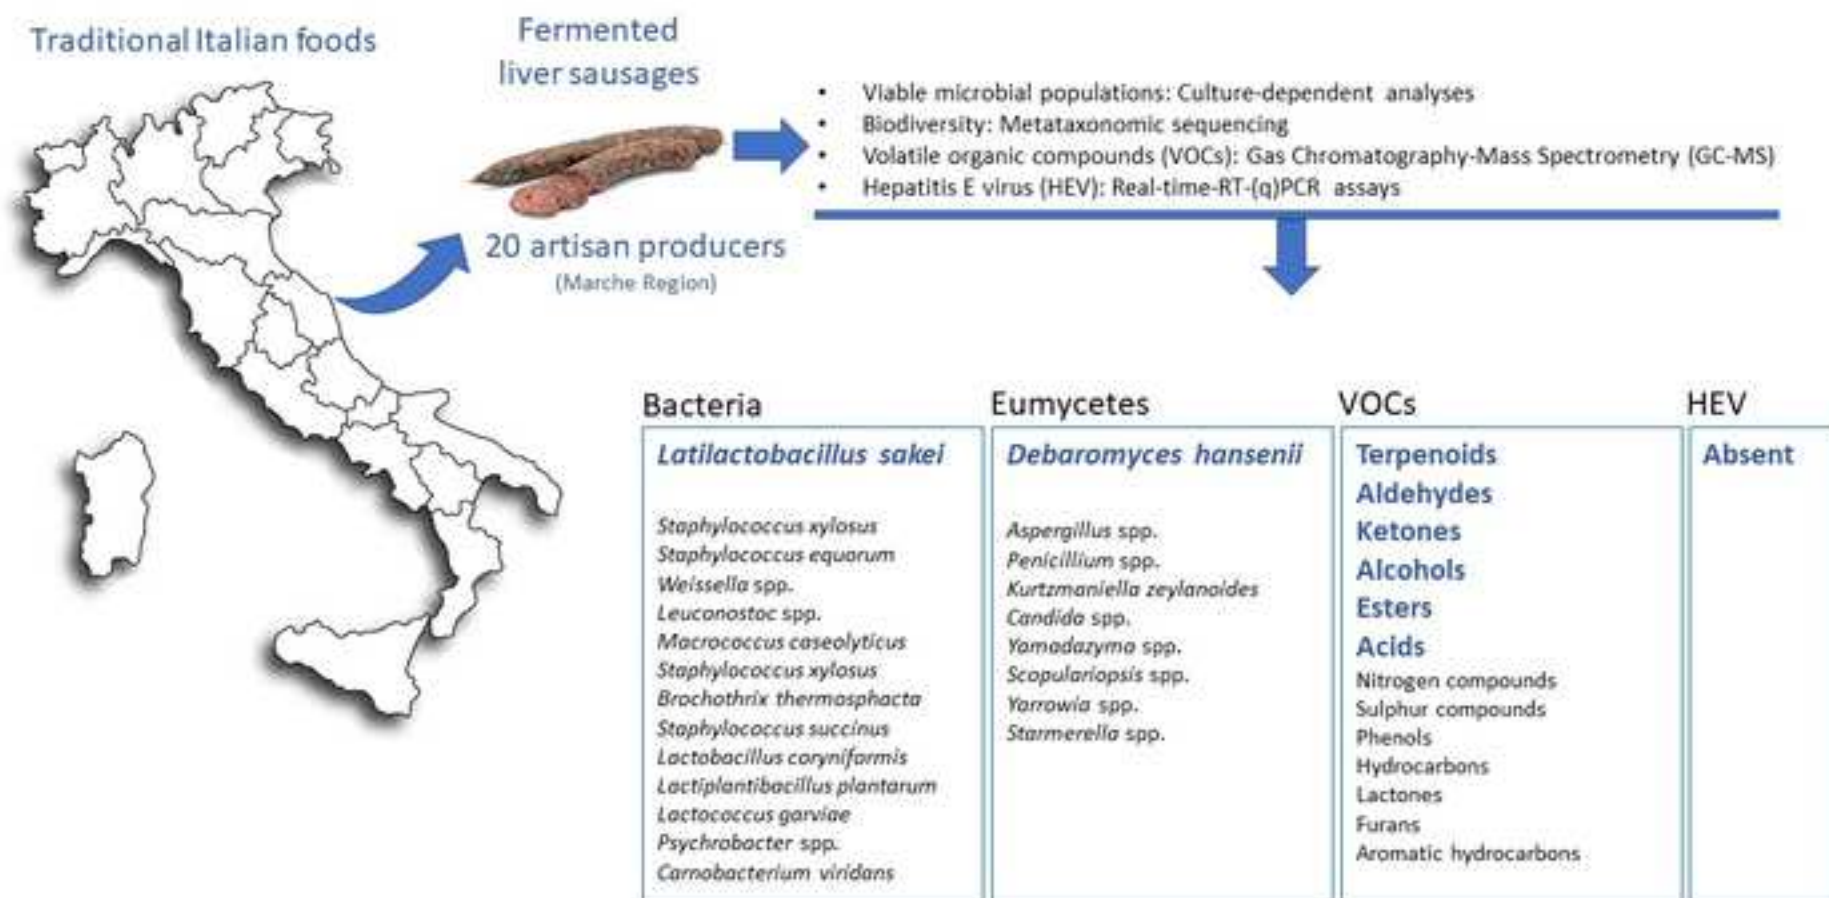 Traditional Italian foods
Fermented
liver sausages
• Viable microbial populations: Culture-dependent analyses
• Biodiversity: Metataxonomic sequencing
• Volatile organic compounds (VOCs): Gas Chromatography-Mass Spectrometry (GC-MS)
• Hepatitis E virus (HEV): Real-time-RT-(q)PCR assays
20 artisan producers
(Marche Region)
Bacteria
Latilactobacillus sakei
Staphylococcus xylosus
Staphylococcus equorum
Weissella spp.
Leuconostoc spp.
Macrococcus caseolyticus
Staphylococcus xylosus
Brochothrix thermosphacta
Staphylococcus succinus
Lactobacillus coryniformis
Lactiplantibacillus plantarum
Lactococcus garviae
Psychrobacter spp.
Carnobacterium viridans
Eumycetes
Debaromyces hansenii
Aspergillus spp.
Penicillium spp.
Kurtzmaniella zeylanoides
Candida spp.
Yamadazyma spp.
Scopulariopsis spp.
Yarrowia spp.
Starmerella spp.
VOCs
Terpenoids
Aldehydes
Ketones
Alcohols
Esters
Acids
Nitrogen compounds
Sulphur compounds
Phenols
Hydrocarbons
Lactones
Furans
Aromatic hydrocarbons
HEV
Absent